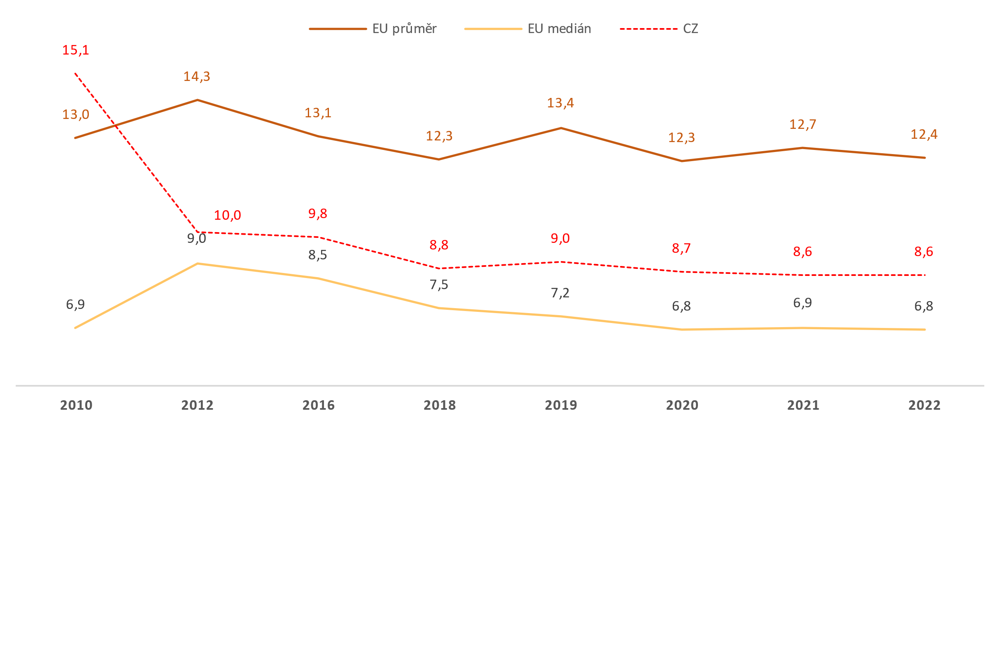 EU průměr EU medián CZ
15,1
14,3
13,0 13,1 12,3 13,4 12,3 12,7 12,4
10,0 9,8
9,0 8,5 8,8 9,0 8,7 8,6 8,6
6,9 7,5 7,2 6,8 6,9 6,8
2010 2012 2016 2018 2019 2020 2021 2022